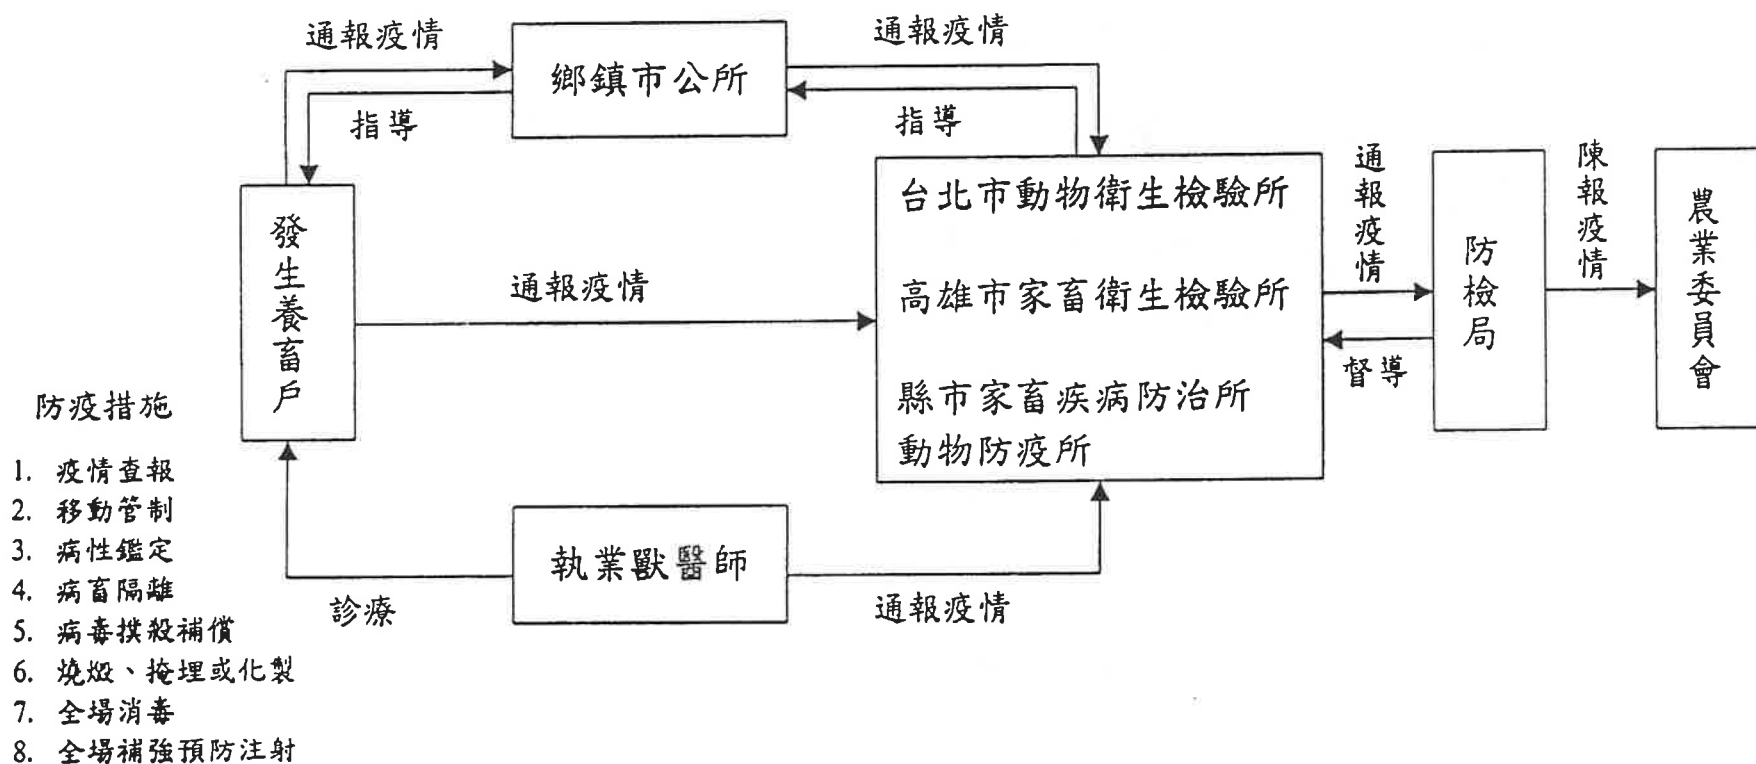 通報疫情
鄉鎮市公所
通報疫情
指導
指導
發生養畜戶
通報疫情
台北市動物衛生檢驗所
高雄市家畜衛生檢驗所
縣市家畜疾病防治所
動物防疫所
通報疫情
督導
防檢局
陳報疫情
農業委員會
執業獸醫師
診療
通報疫情
防疫措施
1. 疫情查報
2. 移動管制
3. 病性鑑定
4. 病畜隔離
5. 病毒撲殺補償
6. 燒燬、掩埋或化製
7. 全場消毒
8. 全場補強預防注射